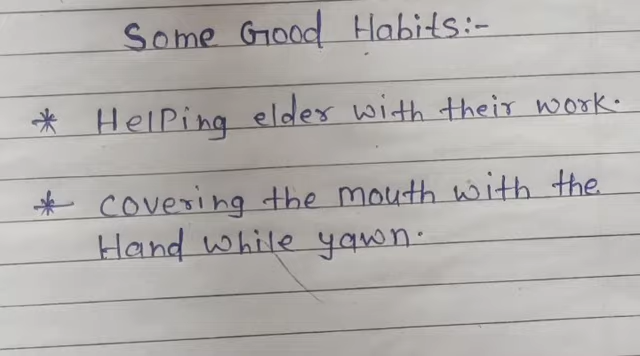 Some Good Habits:-
* Helping elder with their work.
* covering the mouth with the
Hand while yawn.